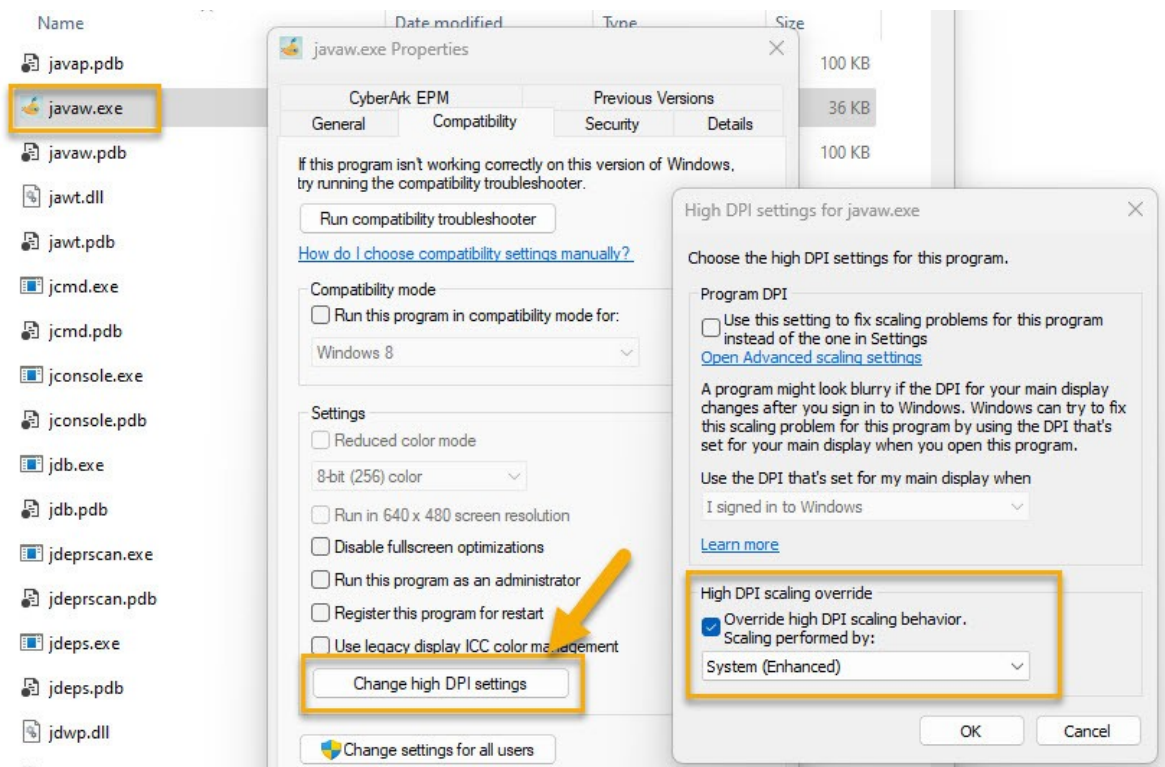 Name Date modified Type Size
javap.pdb 100 KB
javaw.exe 36 KB
javaw.pdb 100 KB
jawt.dll
jawt.pdb
jcmd.exe
jcmd.pdb
jconsole.exe
jconsole.pdb
jdb.exe
jdb.pdb
jdeprscan.exe
jdeprscan.pdb
jdeps.exe
jdeps.pdb
jdwp.dll
javaw.exe Properties
CyberArk EPM Previous Versions
General Compatibility Security Details
If this program isn't working correctly on this version of Windows,
try running the compatibility troubleshooter.
Run compatibility troubleshooter
How do I choose compatibility settings manually?
Compatibility mode
Run this program in compatibility mode for:
Windows 8
Settings
Reduced color mode
8-bit (256) color
Run in 640 x 480 screen resolution
Disable fullscreen optimizations
Run this program as an administrator
Register this program for restart
Use legacy display ICC color management
Change high DPI settings
Change settings for all users
High DPI settings for javaw.exe
Choose the high DPI settings for this program.
Program DPI
Use this setting to fix scaling problems for this program
instead of the one in Settings
Open Advanced scaling settings
A program might look blurry if the DPI for your main display
changes after you sign in to Windows. Windows can try to fix
this scaling problem for this program by using the DPI that's
set for your main display when you open this program.
Use the DPI that's set for my main display when
I signed in to Windows
Learn more
High DPI scaling override
Override high DPI scaling behavior.
Scaling performed by:
System (Enhanced)
OK Cancel